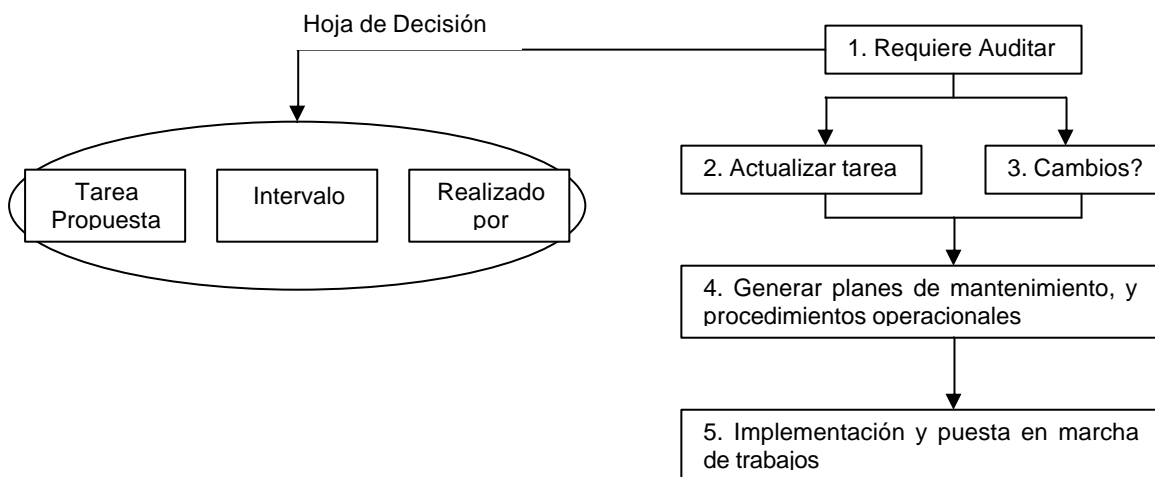 Hoja de Decisión
1. Requiere Auditar
2. Actualizar tarea
3. Cambios?
Tarea
Propuesta
Intervalo
Realizado
por
4. Generar planes de mantenimiento, y
procedimientos operacionales
5. Implementación y puesta en marcha
de trabajos